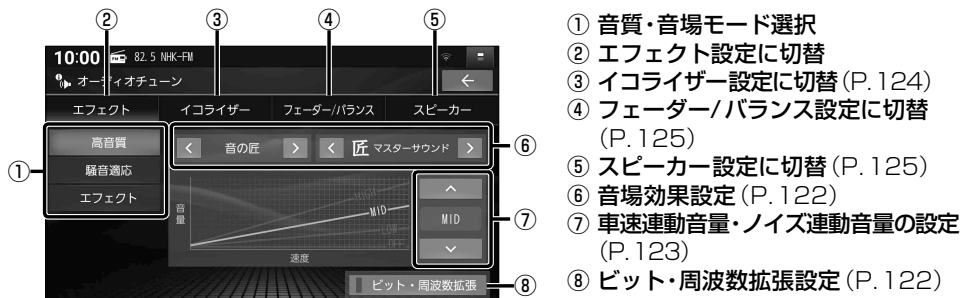 ② ③ ④ ⑤
10:00 FM 82.5 NHK-FM
オーディオチューン
エフェクト イコライザー フェーダー/バランス スピーカー
高音質
騒音適応
エフェクト
①
音の匠 匠 マスターサウンド
⑥
音量
HIGH
MID
LOW
OFF
速度
MID
⑦
ビット・周波数拡張
⑧
① 音質・音場モード選択
② エフェクト設定に切替
③ イコライザー設定に切替(P.124)
④ フェーダー/バランス設定に切替
(P.125)
⑤ スピーカー設定に切替(P.125)
⑥ 音場効果設定(P.122)
⑦ 車速連動音量・ノイズ連動音量の設定
(P.123)
⑧ ビット・周波数拡張設定(P.122)